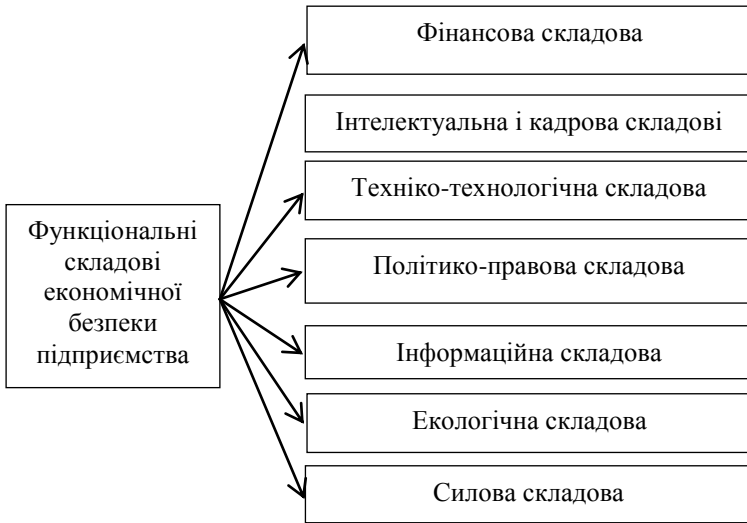 Функціональні
складові
економічної
безпеки
підприємства
Фінансова складова
Інтелектуальна і кадрова складові
Техніко-технологічна складова
Політико-правова складова
Інформаційна складова
Екологічна складова
Силова складова